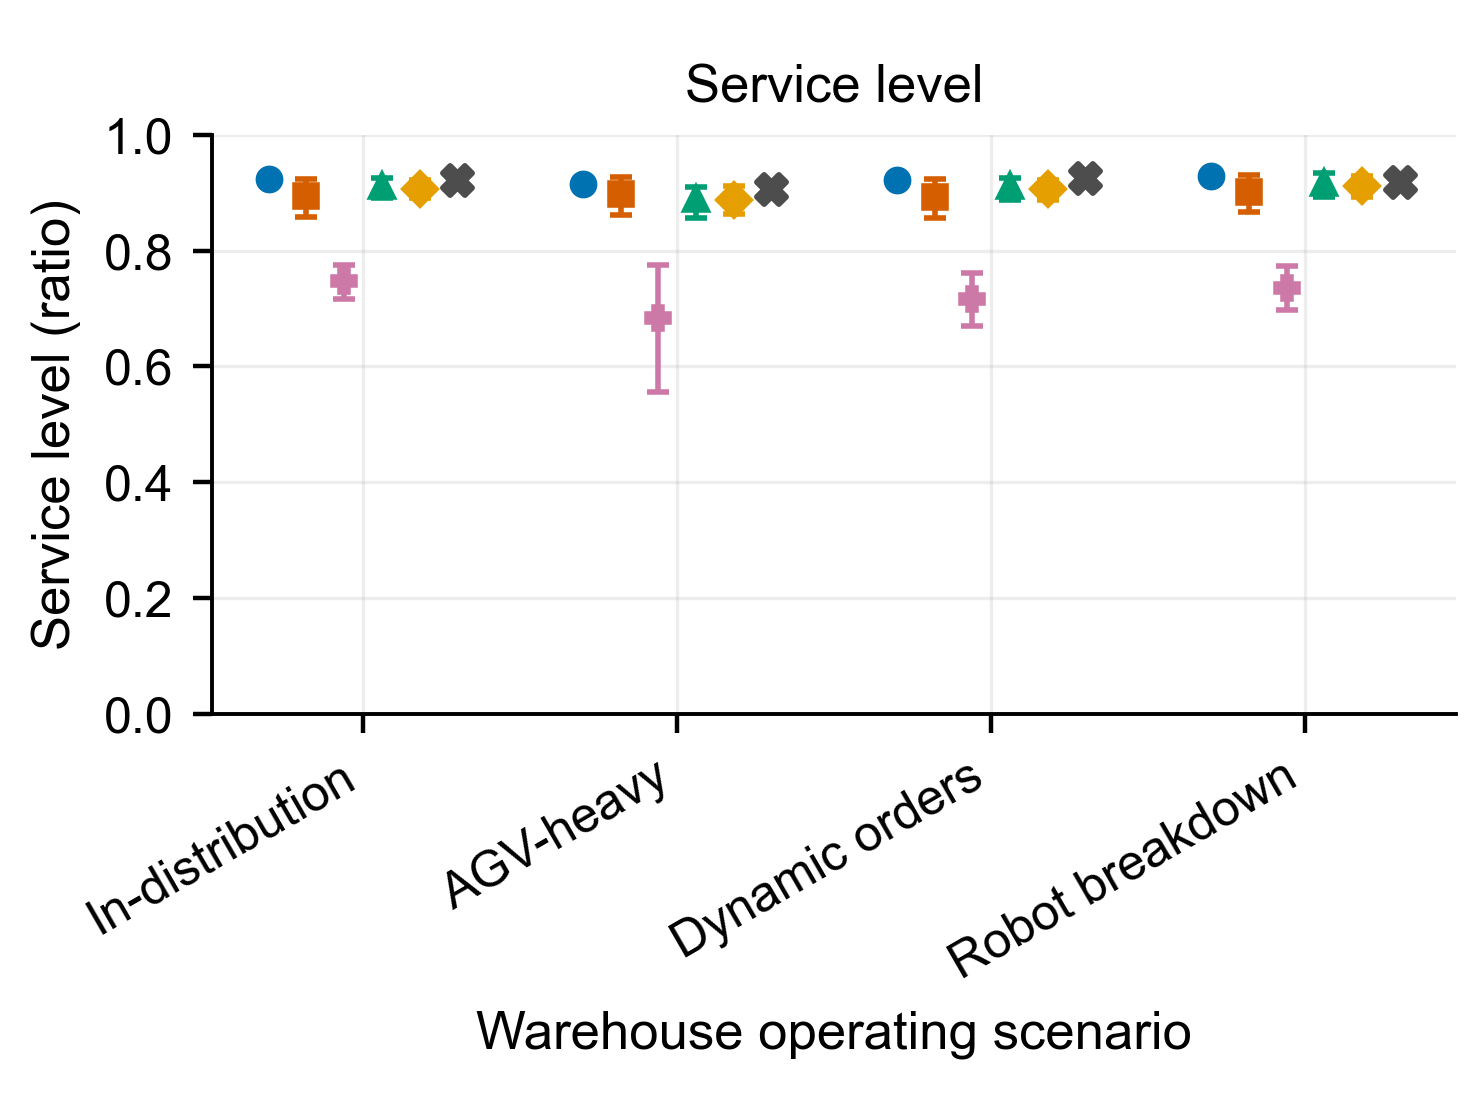 Service level
Service level (ratio)
1.0
0.8
0.6
0.4
0.2
0.0
In-distribution
AGV-heavy
Dynamic orders
Robot breakdown
Warehouse operating scenario